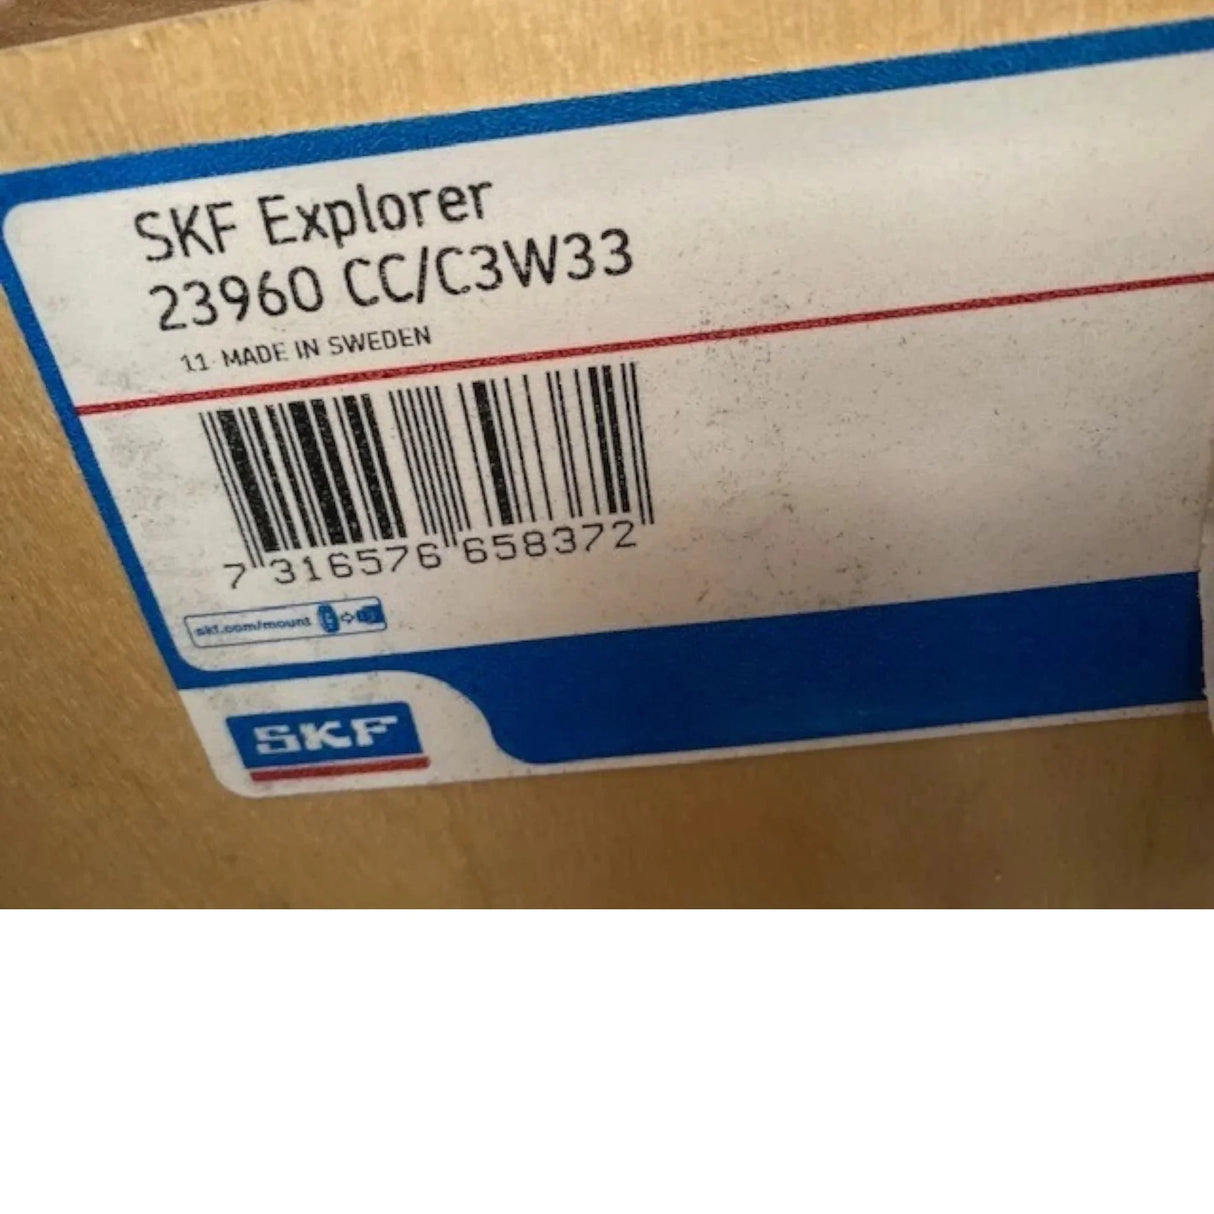 SKF Explorer
23960 CC/C3W33
11 MADE IN SWEDEN
7 316576 658372
skf.com/mount
SKF